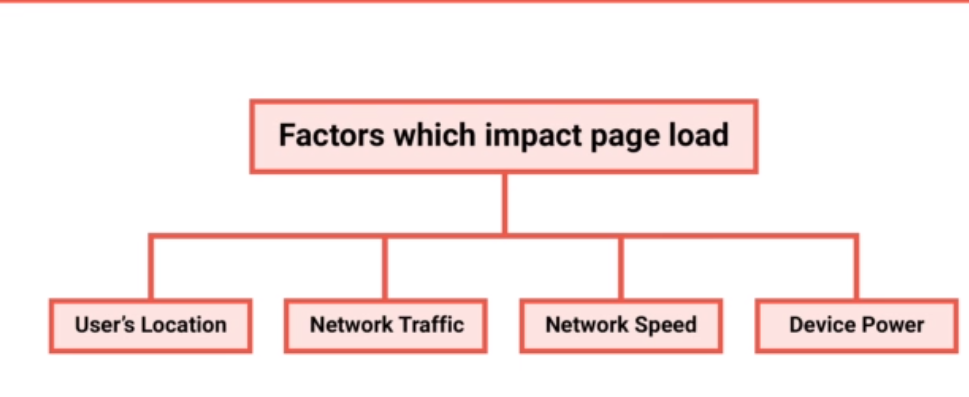 Factors which impact page load
User's Location
Network Traffic
Network Speed
Device Power